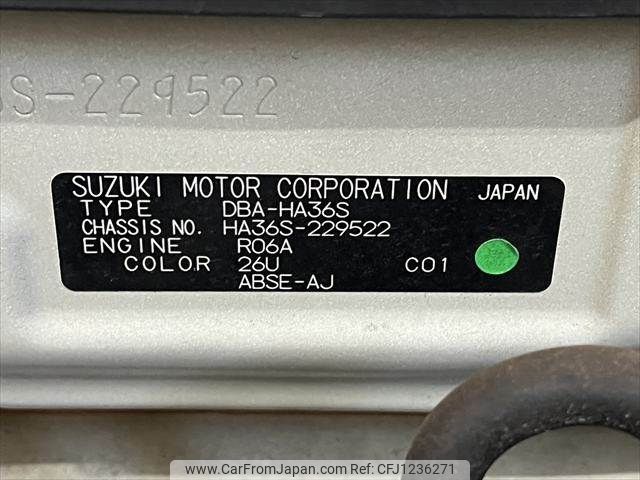 S-229522
SUZUKI MOTOR CORPORATION JAPAN
TYPE DBA-HA36S
CHASSIS NO. HA36S-229522
ENGINE R06A
COLOR 26U C01
ABSE-AJ
www.CarFromJapan.com - CFJ1236271